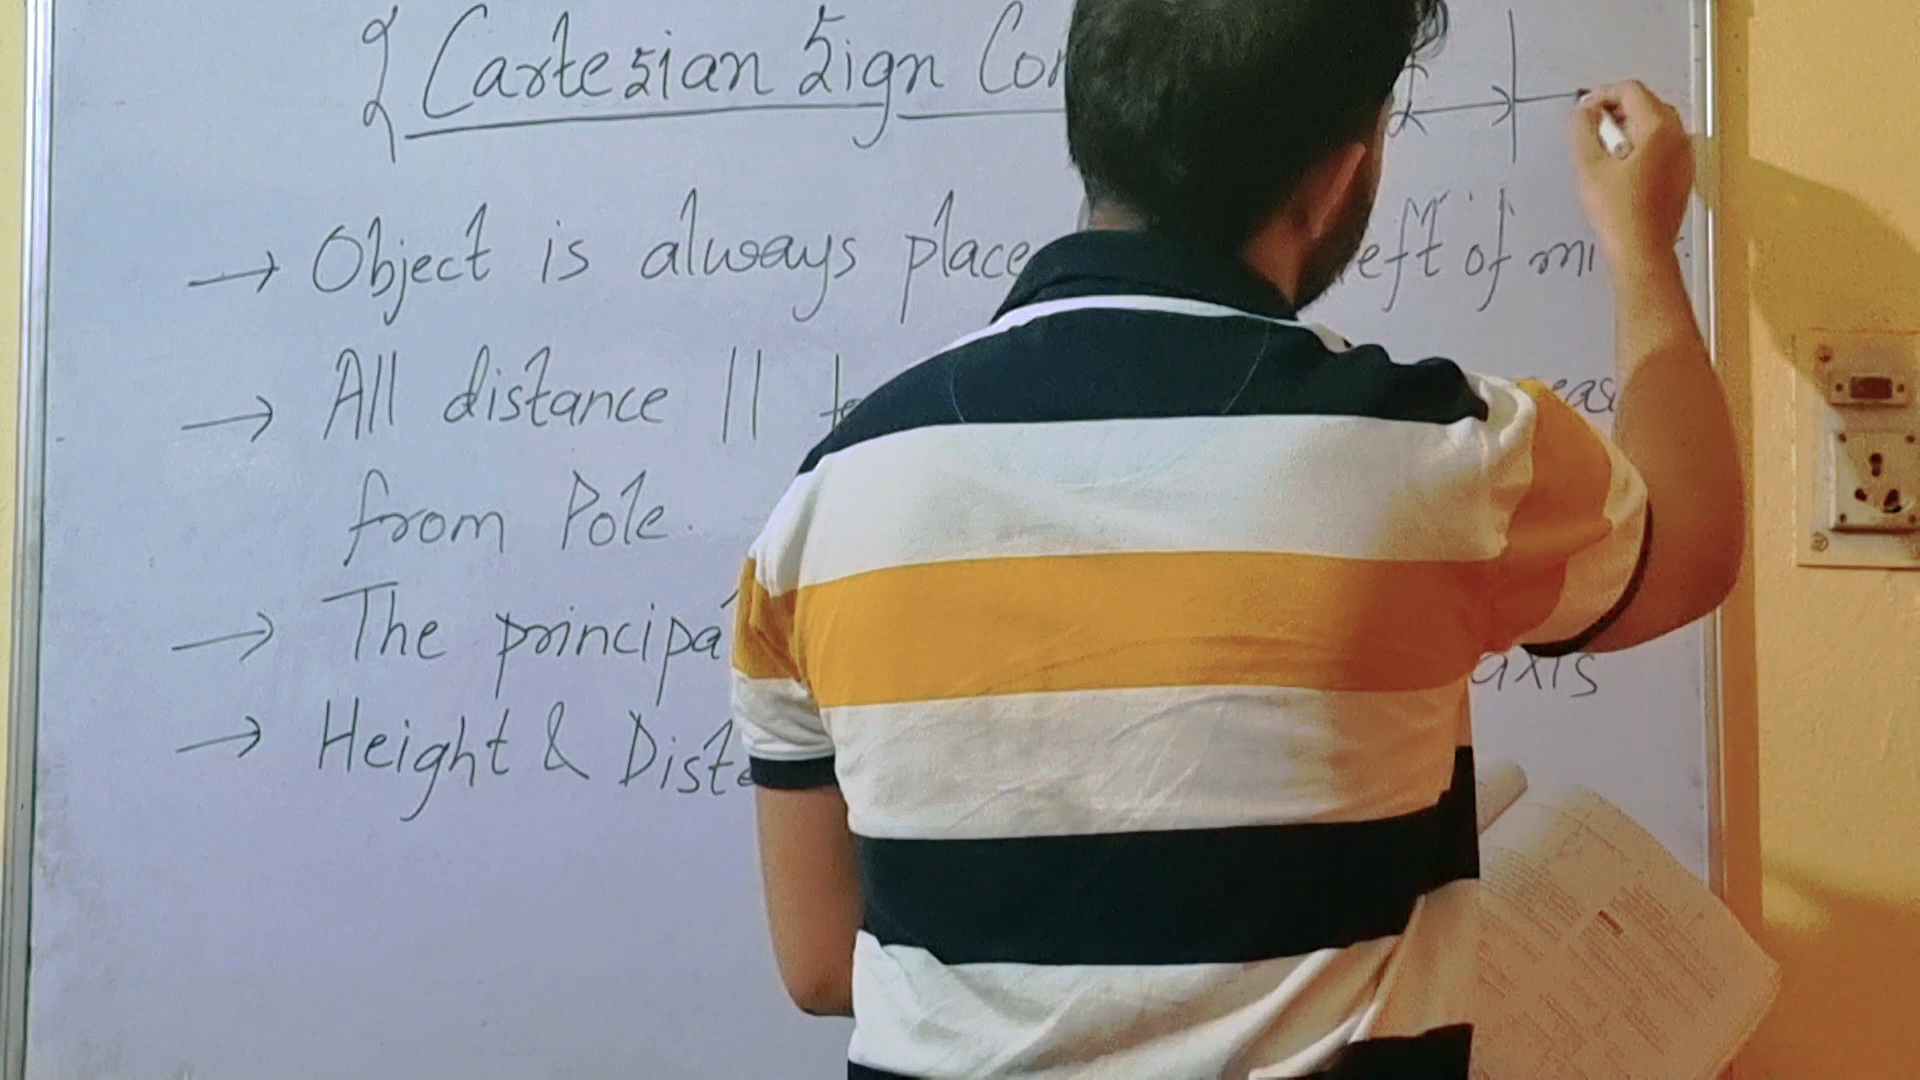 Cartesian Sign Con
→ Object is always place eft of mi
→ All distance || to eas
from Pole.
→ The principal axis
→ Height & Dista